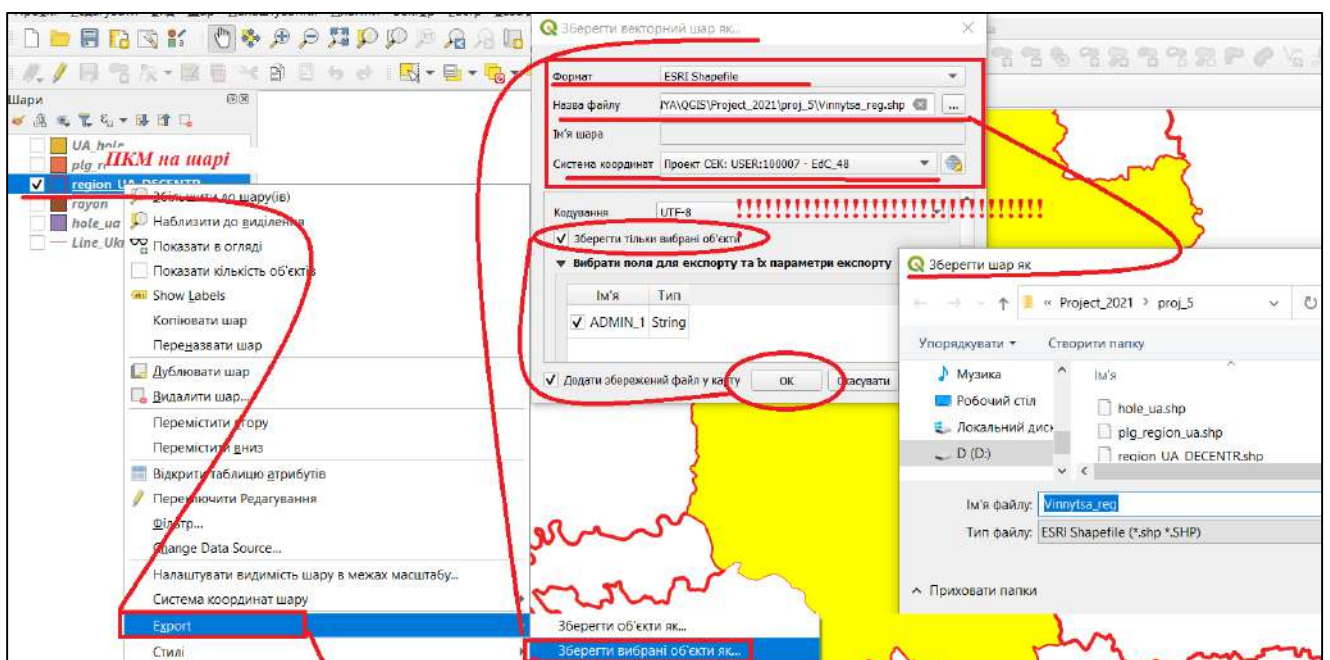 Шари
UA_hole
ПКМ на шарі
region_UA_DECENTR
rayon
hole_ua
Line_Ukr
Збільшити до шару(ів)
Наблизити до виділення
Показати в огляді
Показати кількість об'єктів
Show Labels
Копіювати шар
Переназвати шар
Дублювати шар
Видалити шар...
Перемістити вгору
Перемістити вниз
Відкрити таблицю атрибутів
Переключити Редагування
Фільтр...
Change Data Source...
Налаштувати видимість шару в межах масштабу...
Система координат шару
Export
Стилі
Зберегти об'єкти як...
Зберегти вибрані об'єкти як...
Зберегти векторний шар як...
Формат ESRI Shapefile
Назва файлу YA\QGIS\Project_2021\proj_5\Vinnytsa_reg.shp ...
Ім'я шара
Система координат Проект СЕК: USER:100007 - EdC_48
Кодування UTF-8
Зберегти тільки вибрані об'єкти
Вибрати поля для експорту та їх параметри експорту
Ім'я Тип
ADMIN_1 String
Додати збережений файл у карту OK Скасувати
Зберегти шар як
« Project_2021 › proj_5
Упорядкувати Створити папку
Музика
Робочий стіл
Локальний диск
D (D:)
Ім'я
hole_ua.shp
plg_region_ua.shp
region_UA_DECENTR.shp
Ім'я файлу: Vinnytsa_reg
Тип файлу: ESRI Shapefile (*.shp *.SHP)
Приховати папки